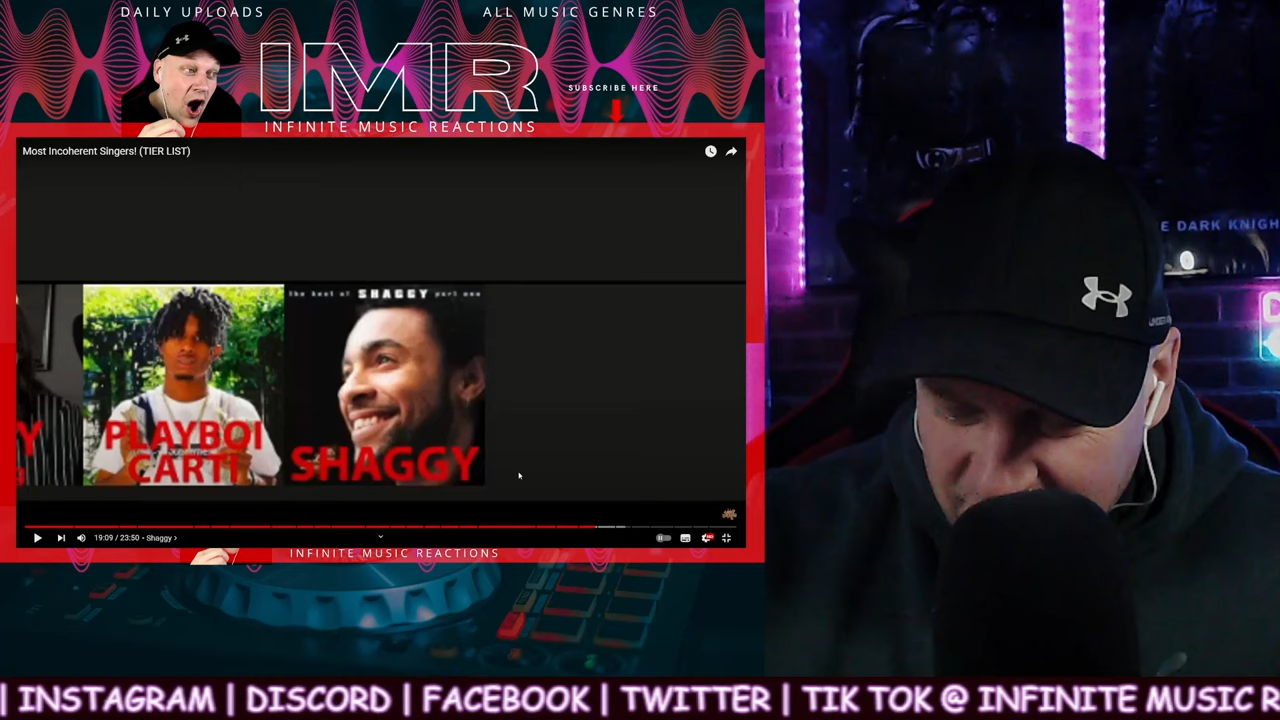 DAILY UPLOADS
ALL MUSIC GENRES
IMR
SUBSCRIBE HERE
INFINITE MUSIC REACTIONS
Most Incoherent Singers! (TIER LIST)
E DARK KNIGH
the best of SHAGGY part one
Y
PLAYBOI
CARTI
SHAGGY
19:09 / 23:50 • Shaggy ›
INFINITE MUSIC REACTIONS
| INSTAGRAM | DISCORD | FACEBOOK | TWITTER | TIK TOK @ INFINITE MUSIC R